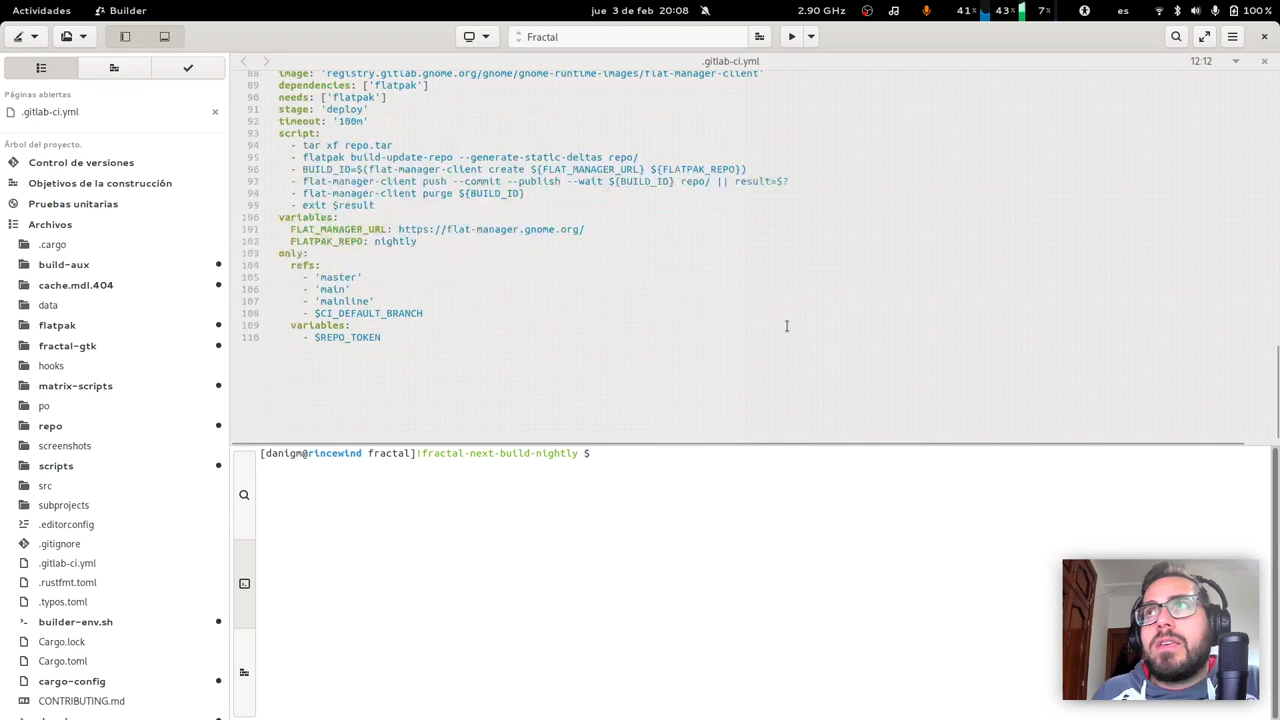 Actividades
Builder
jue 3 de feb 20:08
2.90 GHz
41%
43%
7%
es
100 %
Fractal
.gitlab-ci.yml
12:12
Páginas abiertas
.gitlab-ci.yml
Árbol del proyecto.
Control de versiones
Objetivos de la construcción
Pruebas unitarias
Archivos
.cargo
build-aux
cache.mdl.404
data
flatpak
fractal-gtk
hooks
matrix-scripts
po
repo
screenshots
scripts
src
subprojects
.editorconfig
.gitignore
.gitlab-ci.yml
.rustfmt.toml
.typos.toml
builder-env.sh
Cargo.lock
Cargo.toml
cargo-config
CONTRIBUTING.md
88 image: 'registry.gitlab.gnome.org/gnome/gnome-runtime-images/flat-manager-client'
89 dependencies: ['flatpak']
90 needs: ['flatpak']
91 stage: 'deploy'
92 timeout: '100m'
93 script:
94 - tar xf repo.tar
95 - flatpak build-update-repo --generate-static-deltas repo/
96 - BUILD_ID=$(flat-manager-client create ${FLAT_MANAGER_URL} ${FLATPAK_REPO})
93 - flat-manager-client push --commit --publish --wait ${BUILD_ID} repo/ || result=$?
94 - flat-manager-client purge ${BUILD_ID}
95 - exit $result
196 variables:
191 FLAT_MANAGER_URL: https://flat-manager.gnome.org/
102 FLATPAK_REPO: nightly
103 only:
104 refs:
105 - 'master'
106 - 'main'
107 - 'mainline'
108 - $CI_DEFAULT_BRANCH
109 variables:
110 - $REPO_TOKEN
[danigm@rincewind fractal]!fractal-next-build-nightly $